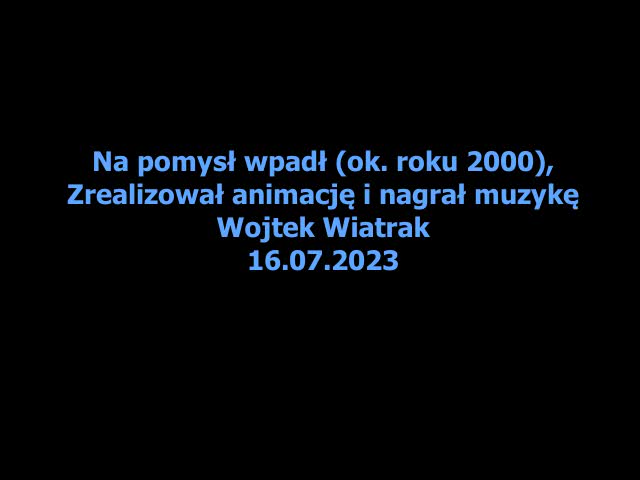 Na pomysł wpadł (ok. roku 2000),
Zrealizował animację i nagrał muzykę
Wojtek Wiatrak
16.07.2023